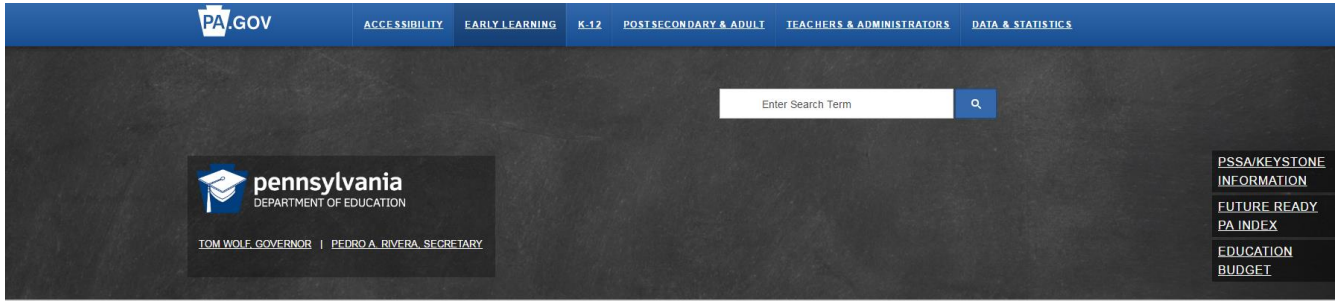 PA.GOV ACCESSIBILITY EARLY LEARNING K-12 POSTSECONDARY & ADULT TEACHERS & ADMINISTRATORS DATA & STATISTICS
Enter Search Term
pennsylvania
DEPARTMENT OF EDUCATION
TOM WOLF, GOVERNOR | PEDRO A. RIVERA, SECRETARY
PSSA/KEYSTONE
INFORMATION
FUTURE READY
PA INDEX
EDUCATION
BUDGET